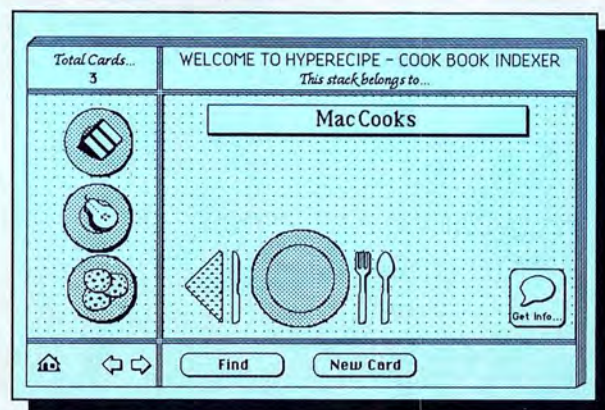 Total Cards...
3
WELCOME TO HYPERECIPE - COOK BOOK INDEXER
This stack belongs to...
MacCooks
Get Info...
Find
New Card